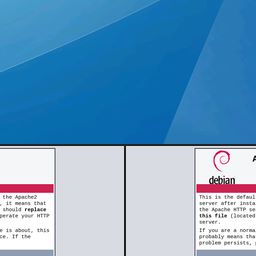 the Apache2
, it means that
should replace
perate your HTTP
e is about, this
ce. If the
A
debian
This is the defaul
server after insta
the Apache HTTP se
this file (located
server.
If you are a norma
probably means tha
problem persists,